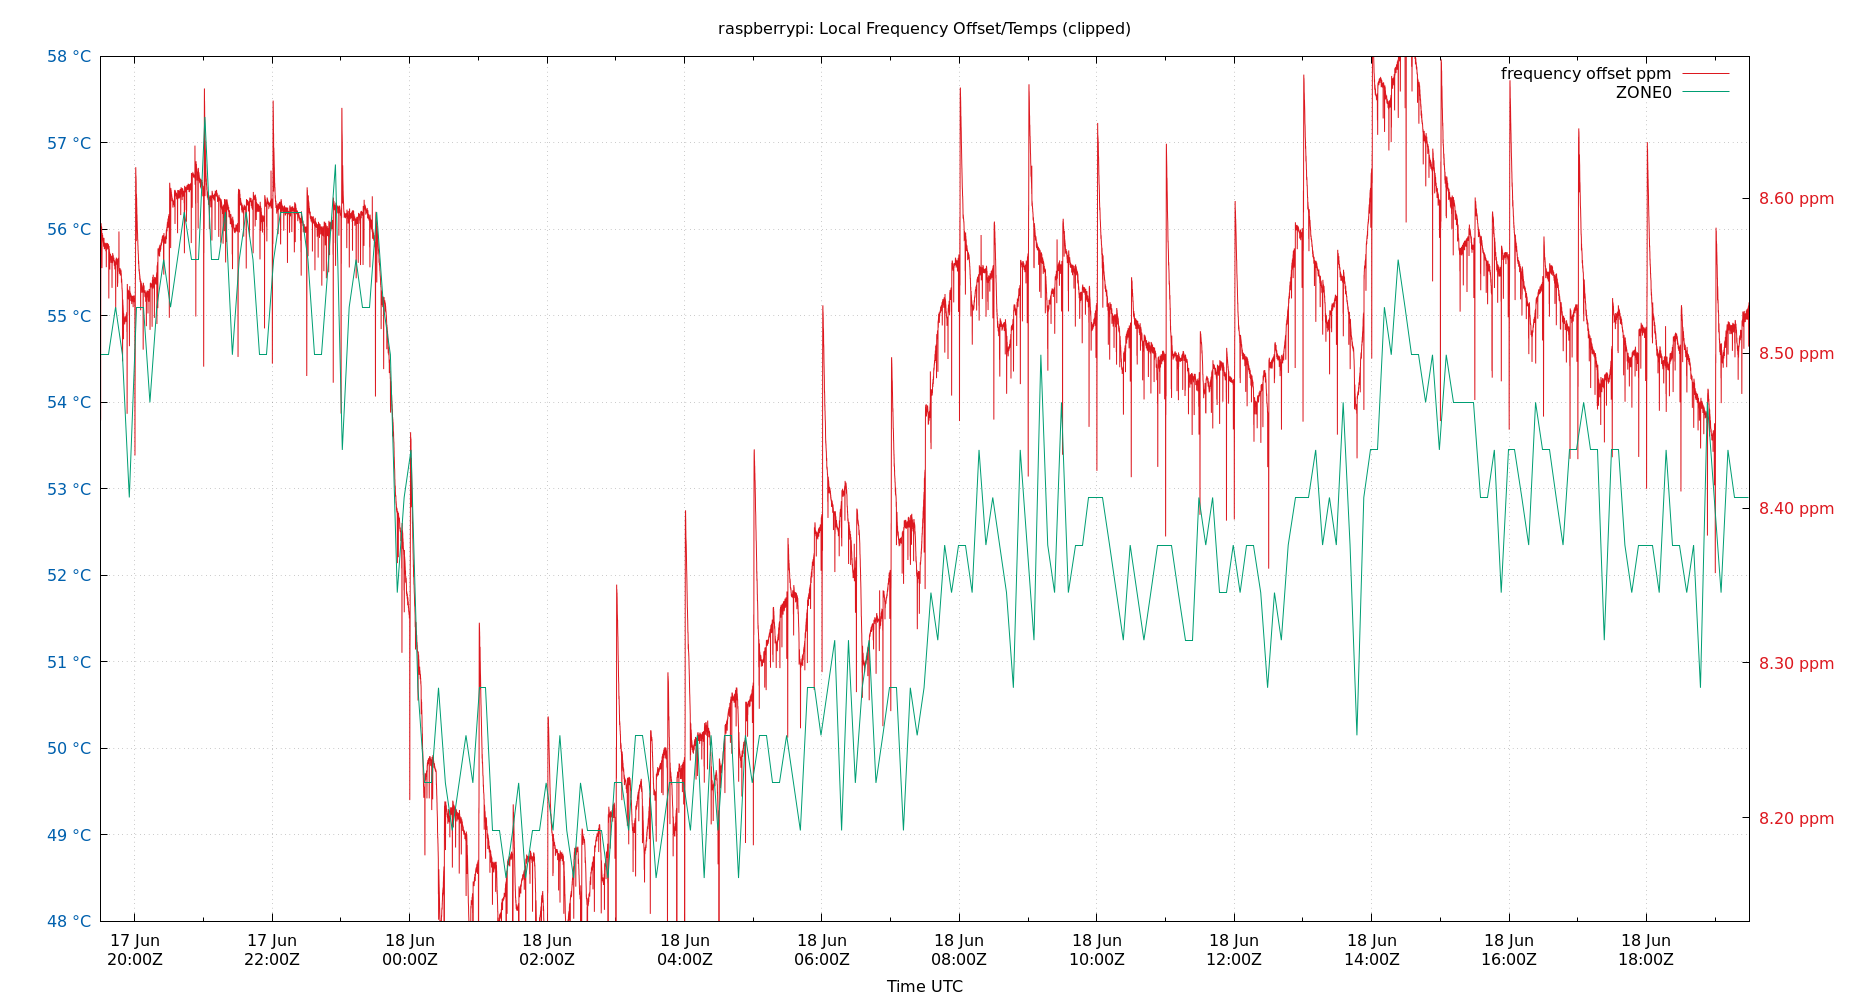 raspberrypi: Local Frequency Offset/Temps (clipped)
frequency offset ppm
ZONE0
58 °C
57 °C
56 °C
55 °C
54 °C
53 °C
52 °C
51 °C
50 °C
49 °C
48 °C
8.60 ppm
8.50 ppm
8.40 ppm
8.30 ppm
8.20 ppm
17 Jun 17 Jun 18 Jun 18 Jun 18 Jun 18 Jun 18 Jun 18 Jun 18 Jun 18 Jun 18 Jun 18 Jun
20:00Z 22:00Z 00:00Z 02:00Z 04:00Z 06:00Z 08:00Z 10:00Z 12:00Z 14:00Z 16:00Z 18:00Z
Time UTC